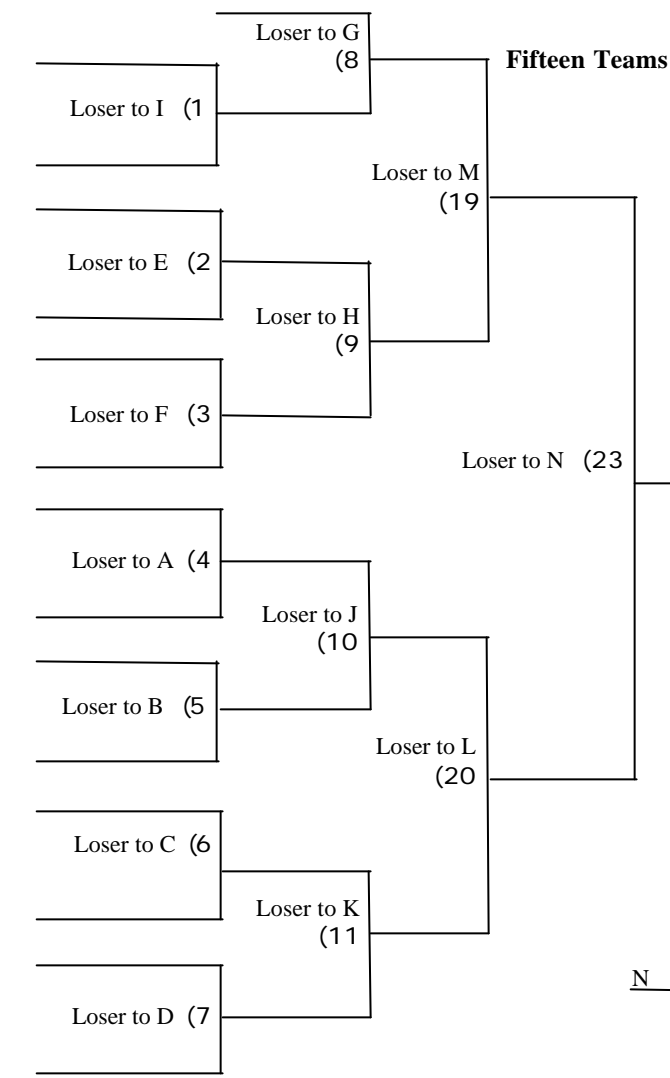 Loser to G
(8
Fifteen Teams
Loser to I (1
Loser to M
(19
Loser to E (2
Loser to H
(9
Loser to F (3
Loser to N (23
Loser to A (4
Loser to J
(10
Loser to B (5
Loser to L
(20
Loser to C (6
Loser to K
(11
N
Loser to D (7